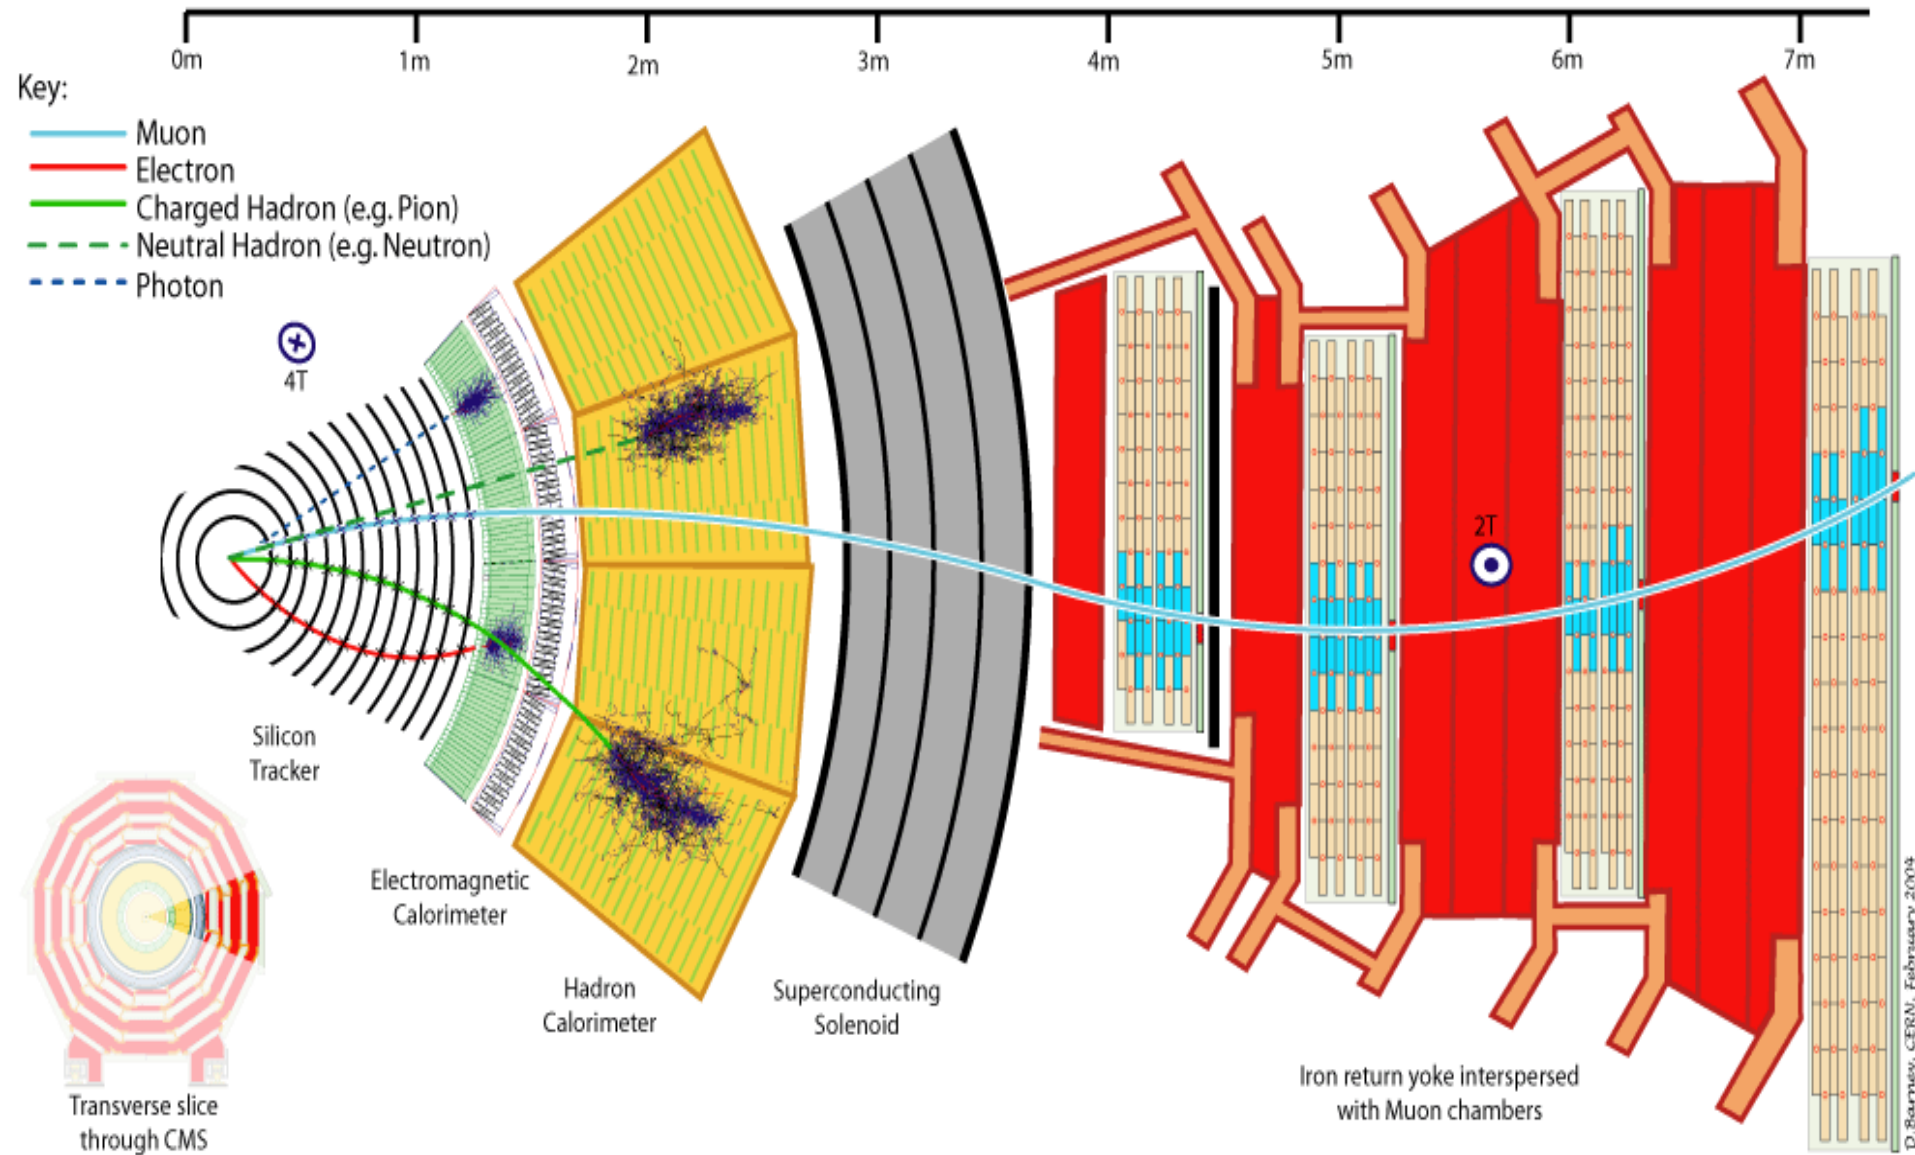 0m 1m 2m 3m 4m 5m 6m 7m
Key:
Muon
Electron
Charged Hadron (e.g. Pion)
Neutral Hadron (e.g. Neutron)
Photon
4T
2T
Silicon
Tracker
Electromagnetic
Calorimeter
Hadron
Calorimeter
Superconducting
Solenoid
Iron return yoke interspersed
with Muon chambers
Transverse slice
through CMS
D.Barney, CERN, February 2004